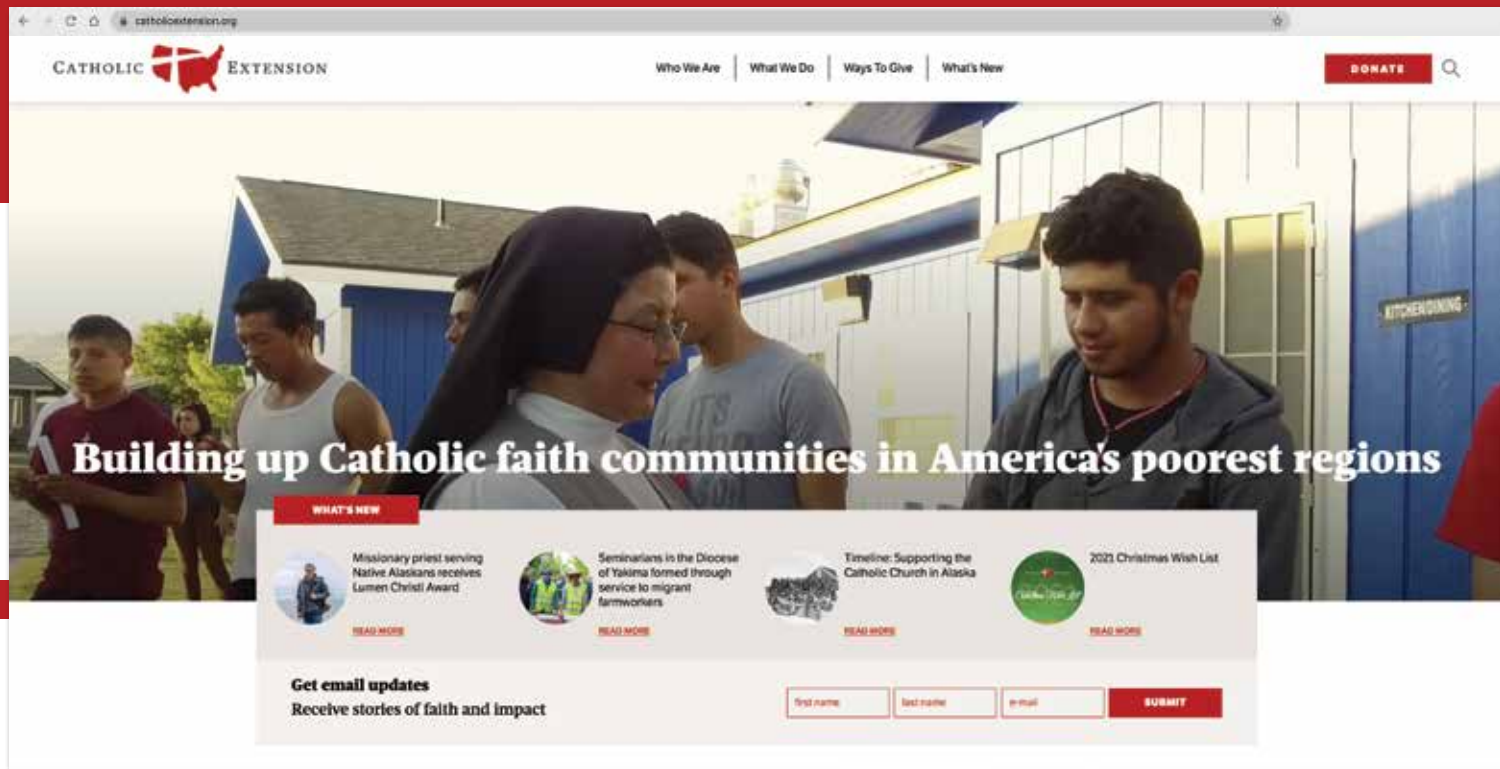 catholicextension.org
CATHOLIC EXTENSION
Who We Are
What We Do
Ways To Give
What's New
DONATE
KITCHEN/DINING
IT'S
Building up Catholic faith communities in America's poorest regions
WHAT'S NEW
Missionary priest serving
Native Alaskans receives
Lumen Christi Award
READ MORE
Seminarians in the Diocese
of Yakima formed through
service to migrant
farmworkers
READ MORE
Timeline: Supporting the
Catholic Church in Alaska
READ MORE
Christmas Wish List
2021 Christmas Wish List
READ MORE
Get email updates
Receive stories of faith and impact
first name
last name
e-mail
SUBMIT